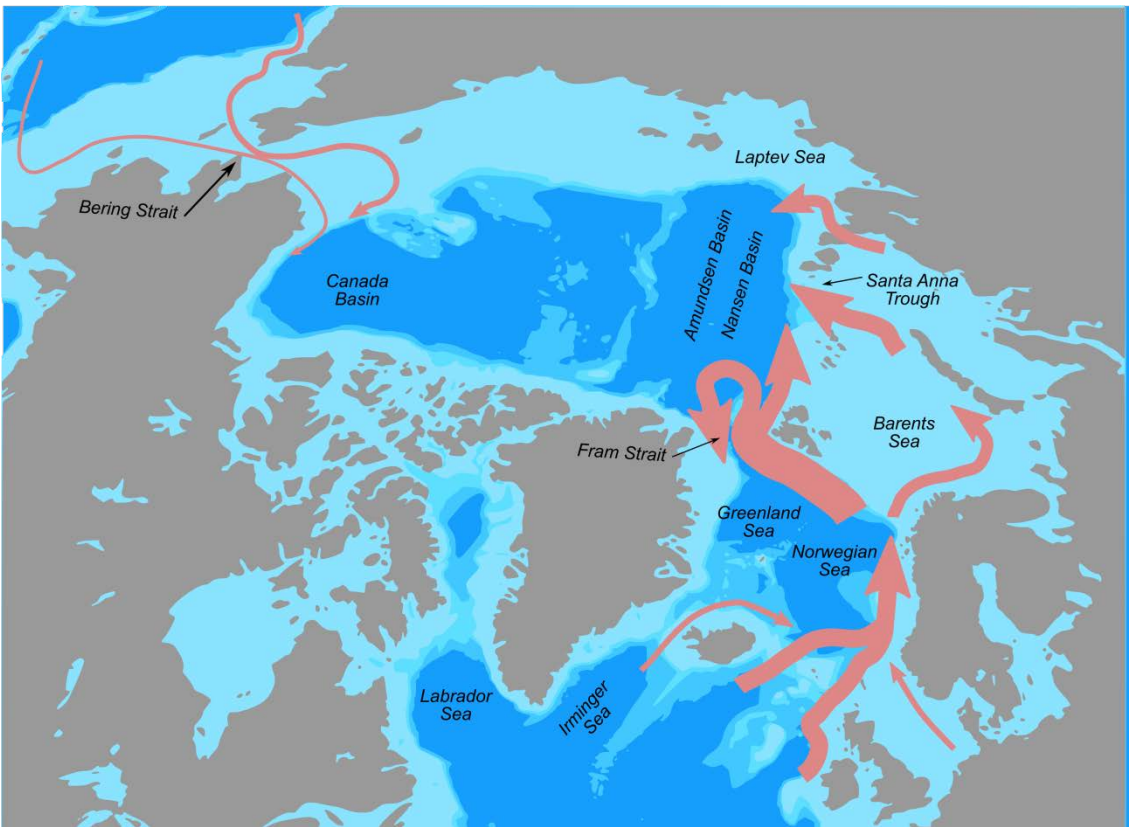 Laptev Sea
Bering Strait
Amundsen Basin
Nansen Basin
Canada
Basin
Santa Anna
Trough
Barents
Sea
Fram Strait
Greenland
Sea
Norwegian
Sea
Labrador
Sea
Irminger
Sea